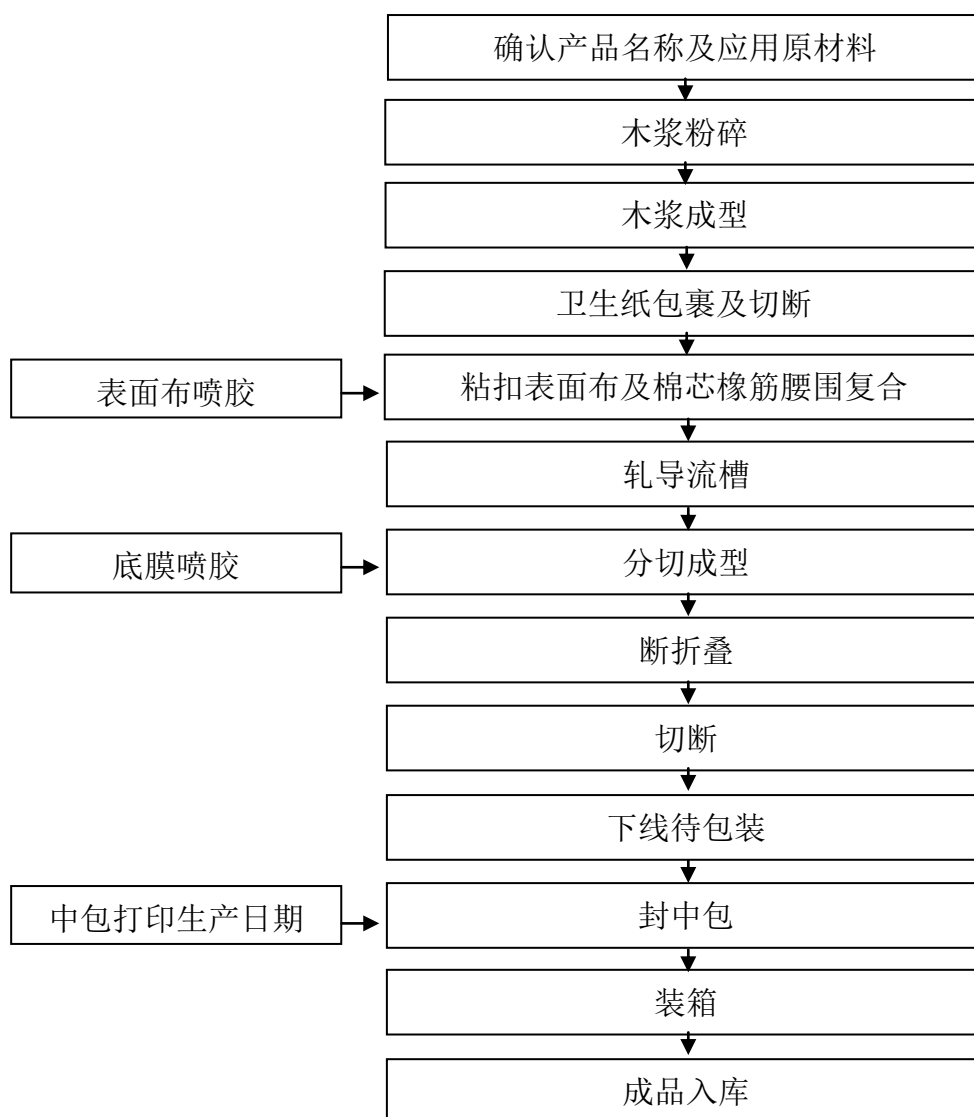 确认产品名称及应用原材料
木浆粉碎
木浆成型
卫生纸包裹及切断
表面布喷胶
粘扣表面布及棉芯橡筋腰围复合
轧导流槽
底膜喷胶
分切成型
断折叠
切断
下线待包装
中包打印生产日期
封中包
装箱
成品入库